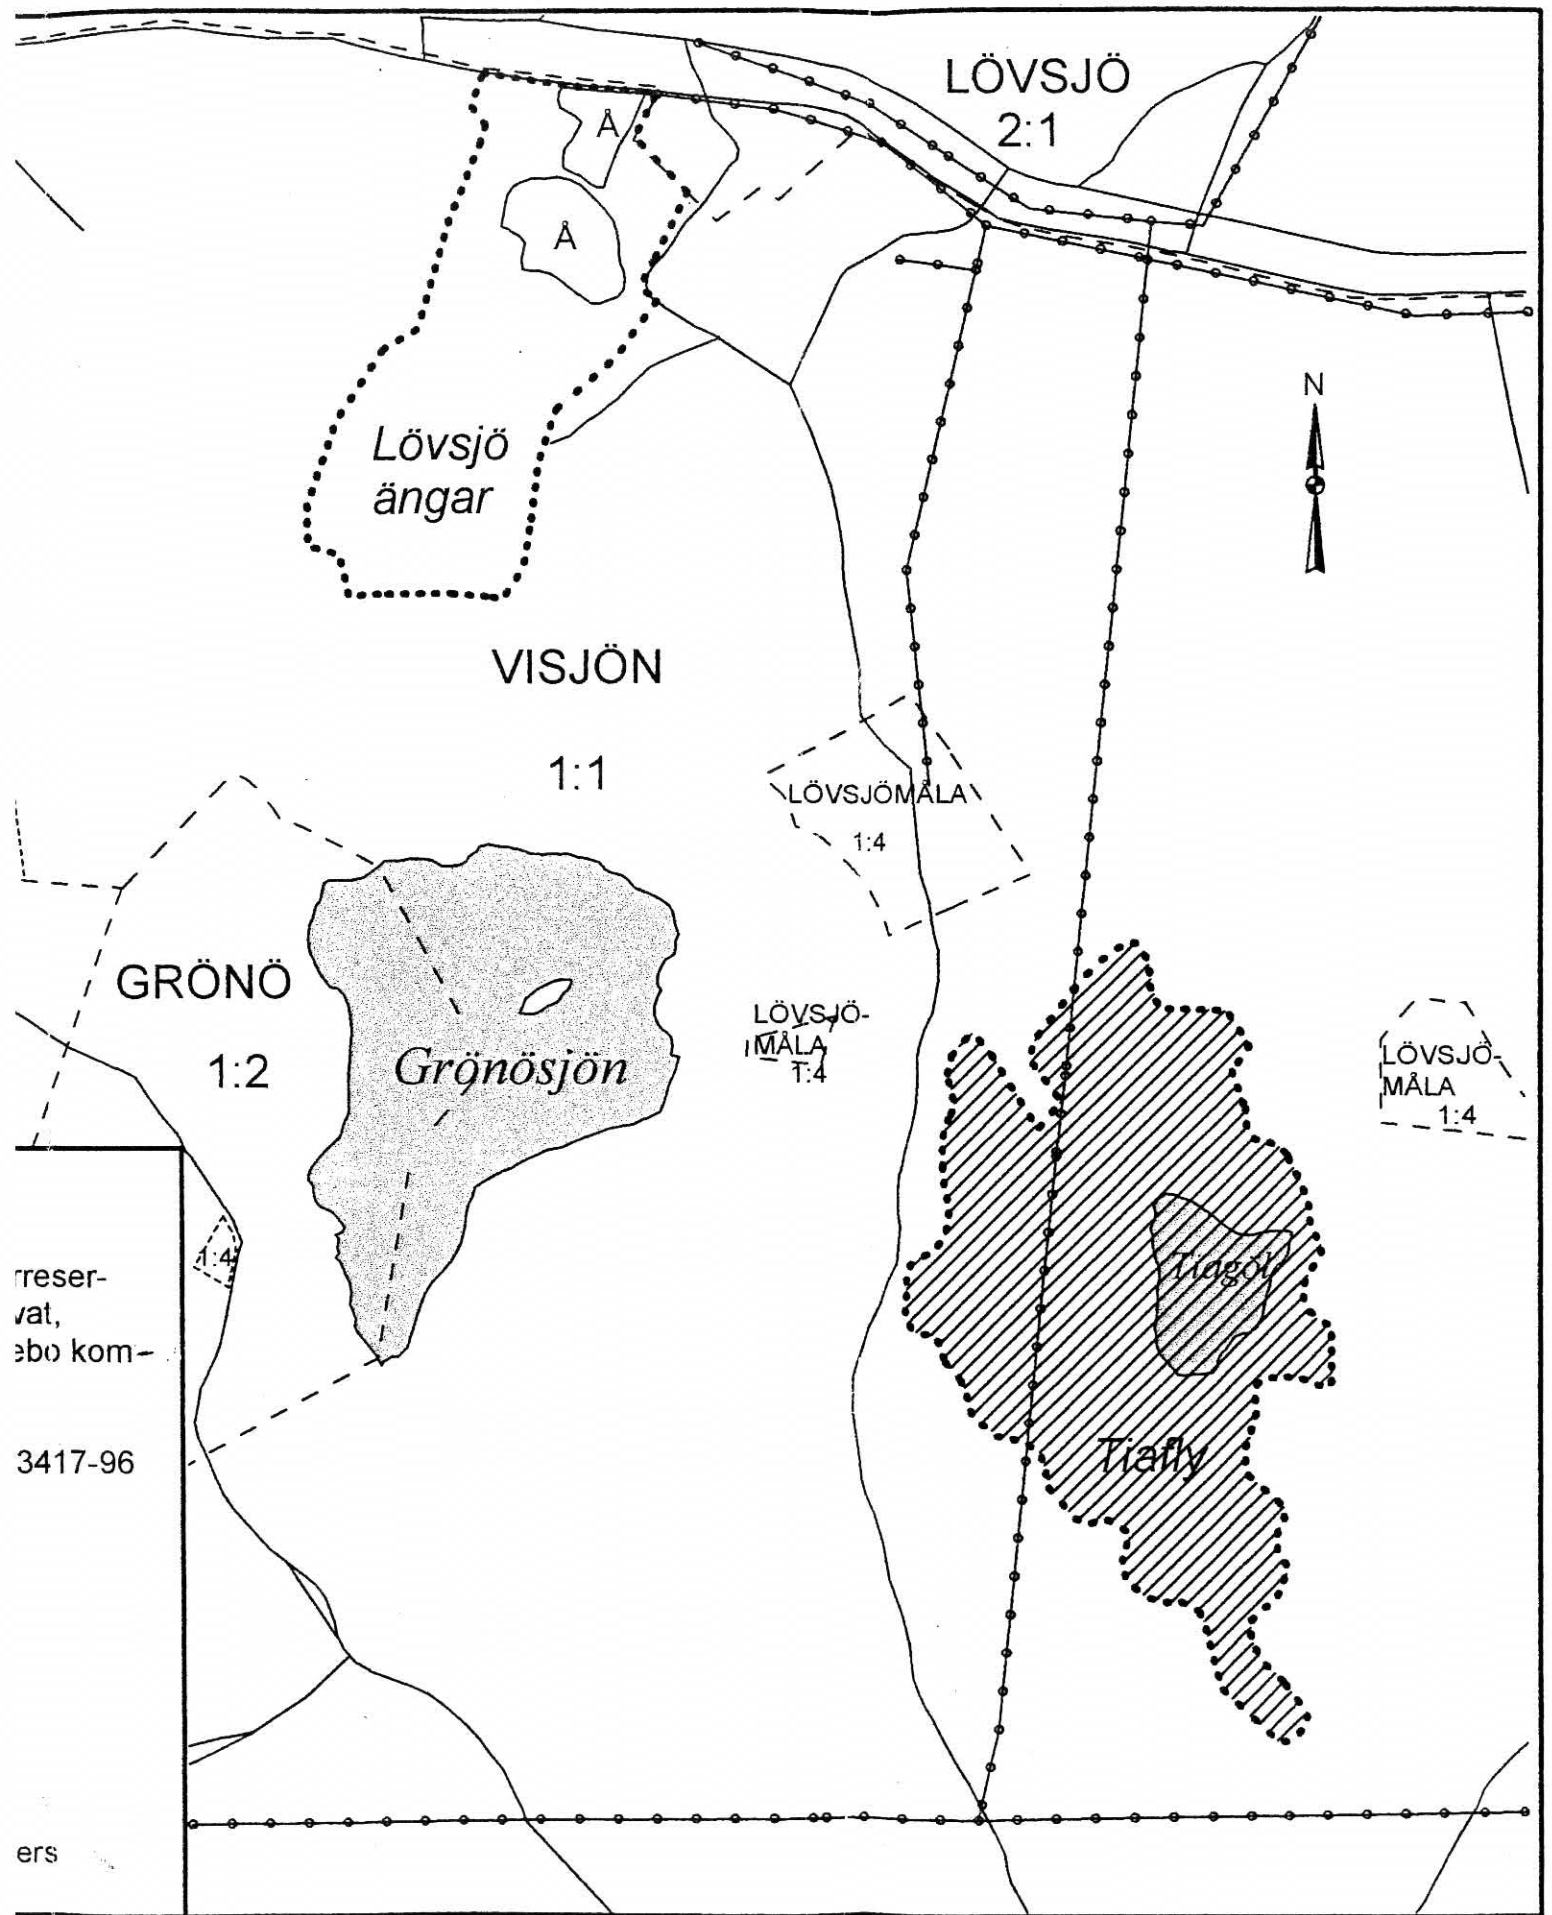 LÖVSJÖ
2:1
Å
Å
N
Lövsjö
ängar
VISJÖN
1:1
LÖVSJÖMÅLA
1:4
GRÖNÖ
1:2
Grönösjön
LÖVSJÖ-
MÅLA
1:4
LÖVSJÖ-
MÅLA
1:4
1:4
rreser-
vat,
ebo kom-
3417-96
Tiagöl
Tiafly
ers